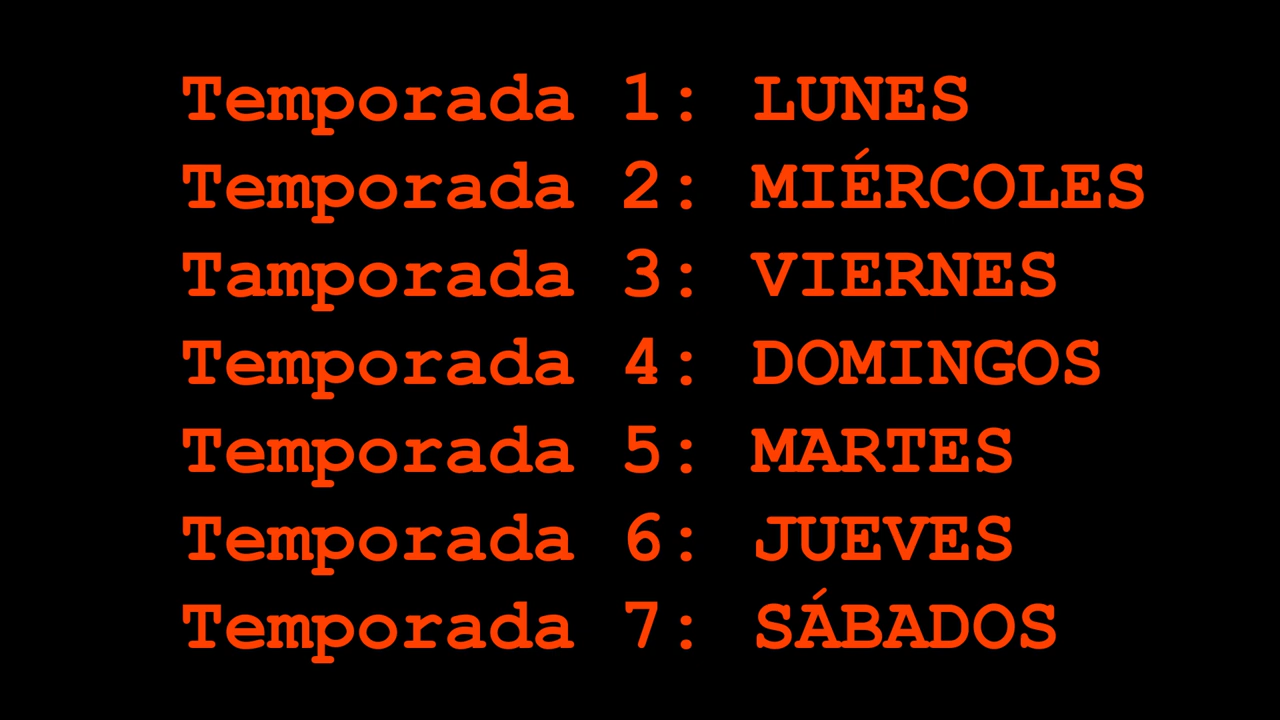 Temporada 1: LUNES
Temporada 2: MIÉRCOLES
Tamporada 3: VIERNES
Temporada 4: DOMINGOS
Temporada 5: MARTES
Temporada 6: JUEVES
Temporada 7: SÁBADOS